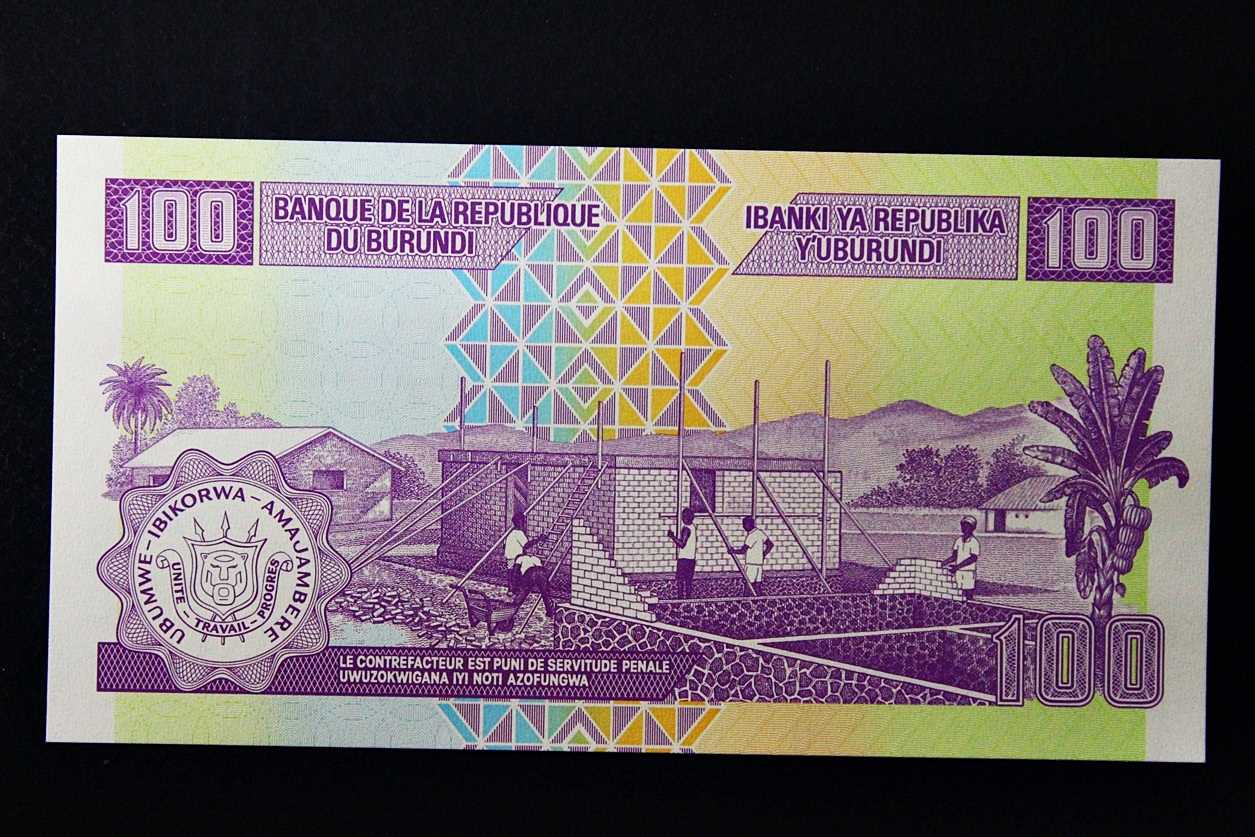 100
BANQUE DE LA REPUBLIQUE
DU BURUNDI
IBANKI YA REPUBLIKA
Y'UBURUNDI
100
UBUMWE - IBIKORWA - AMAJAMBERE
UNITE - TRAVAIL - PROGRES
LE CONTREFACTEUR EST PUNI DE SERVITUDE PENALE
UWUZOKWIGANA IYI NOTI AZOFUNGWA
100